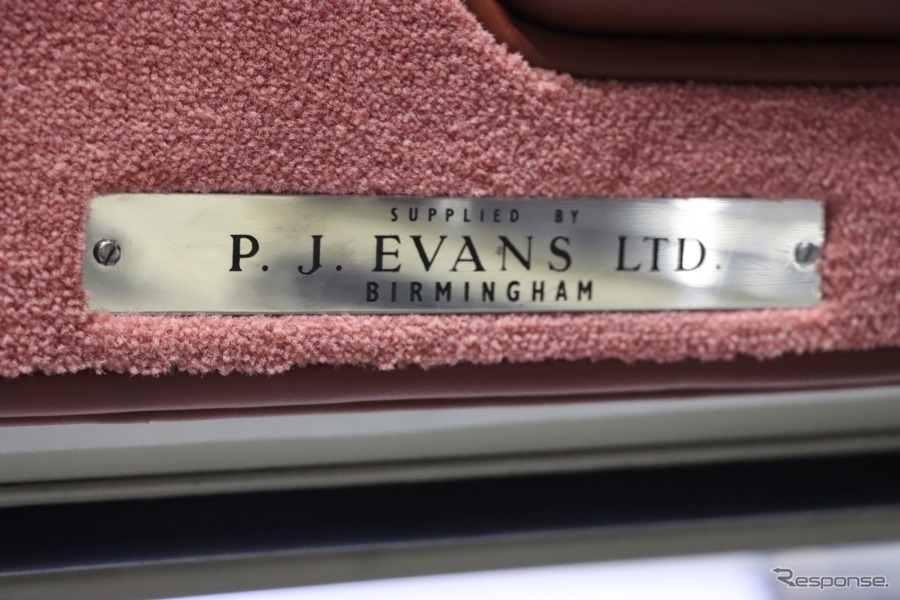 SUPPLIED BY
P. J. EVANS LTD.
BIRMINGHAM
Response.